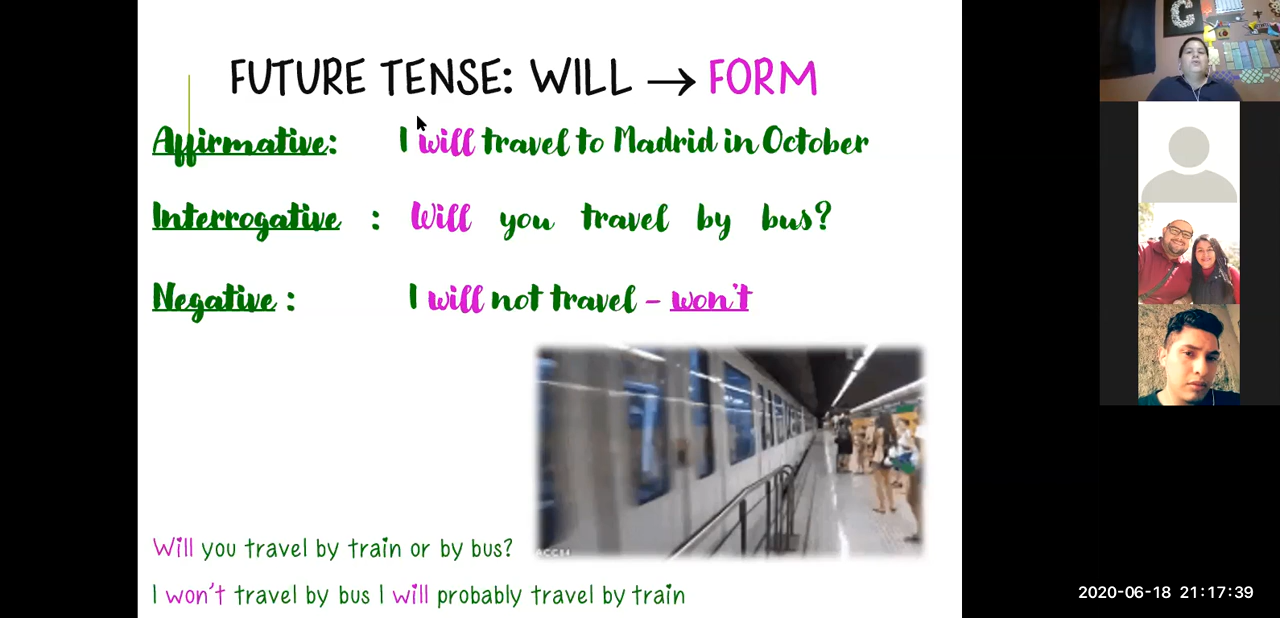 FUTURE TENSE: WILL → FORM
Affirmative: I will travel to Madrid in October
Interrogative : Will you travel by bus?
Negative : I will not travel – won't
ACCS4
Will you travel by train or by bus?
I won't travel by bus I will probably travel by train
C
2020-06-18 21:17:39